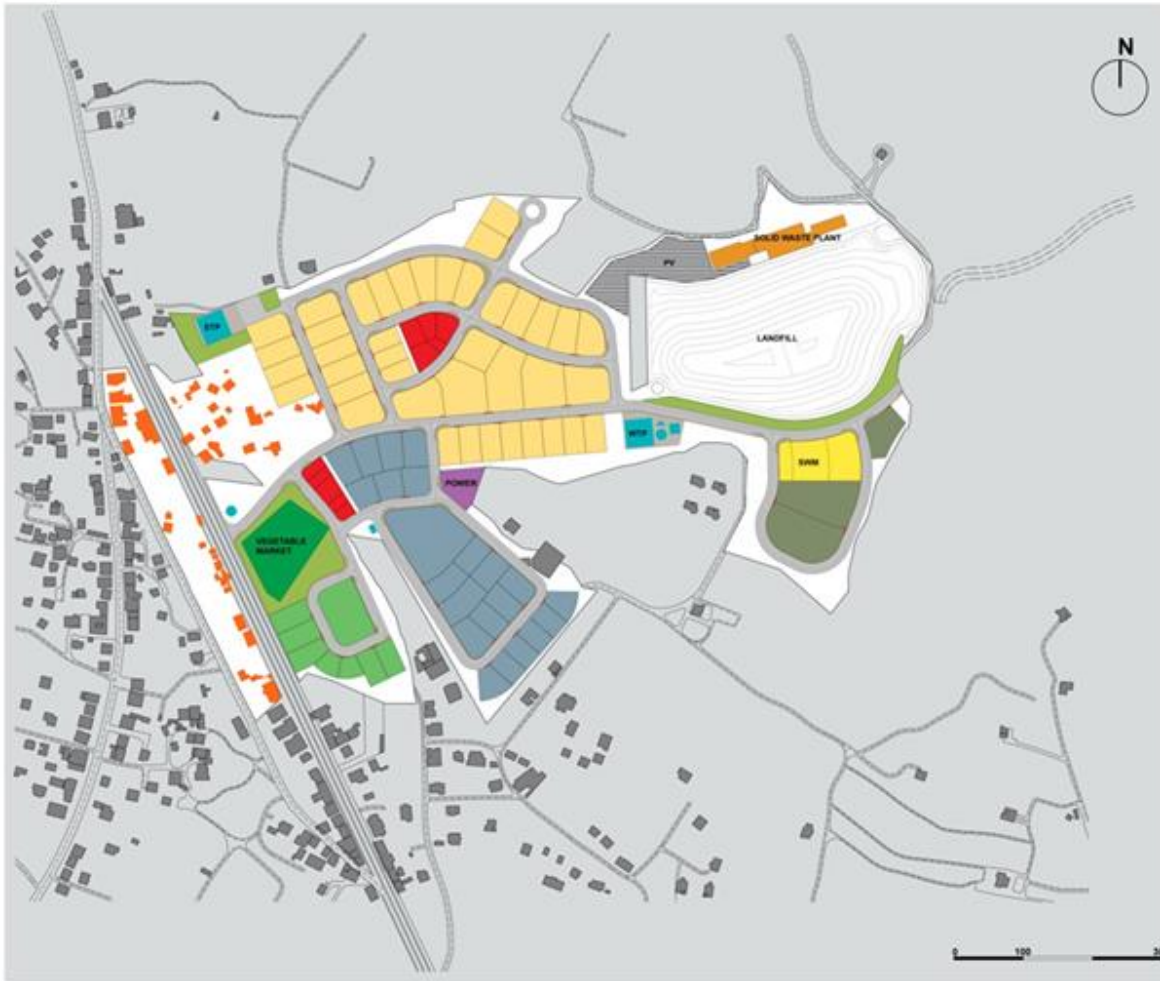 N
SOLID WASTE PLANT
PV
STP
LANDFILL
WTP
SWM
POWER
VEGETABLE
MARKET
0 100